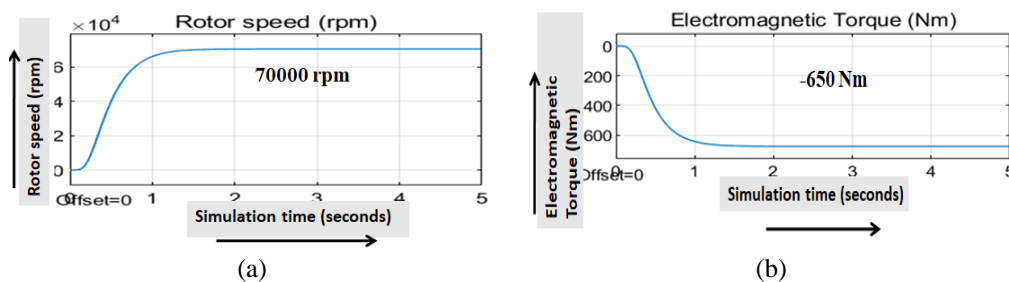 Rotor speed (rpm)
×10⁴
6
4
2
0
Rotor speed (rpm)
70000 rpm
0 1 2 3 4 5
Offset=0
Simulation time (seconds)
(a)
Electromagnetic Torque (Nm)
0
200
400
600
Electromagnetic
Torque (Nm)
-650 Nm
0 1 2 3 4 5
Offset=0
Simulation time (seconds)
(b)